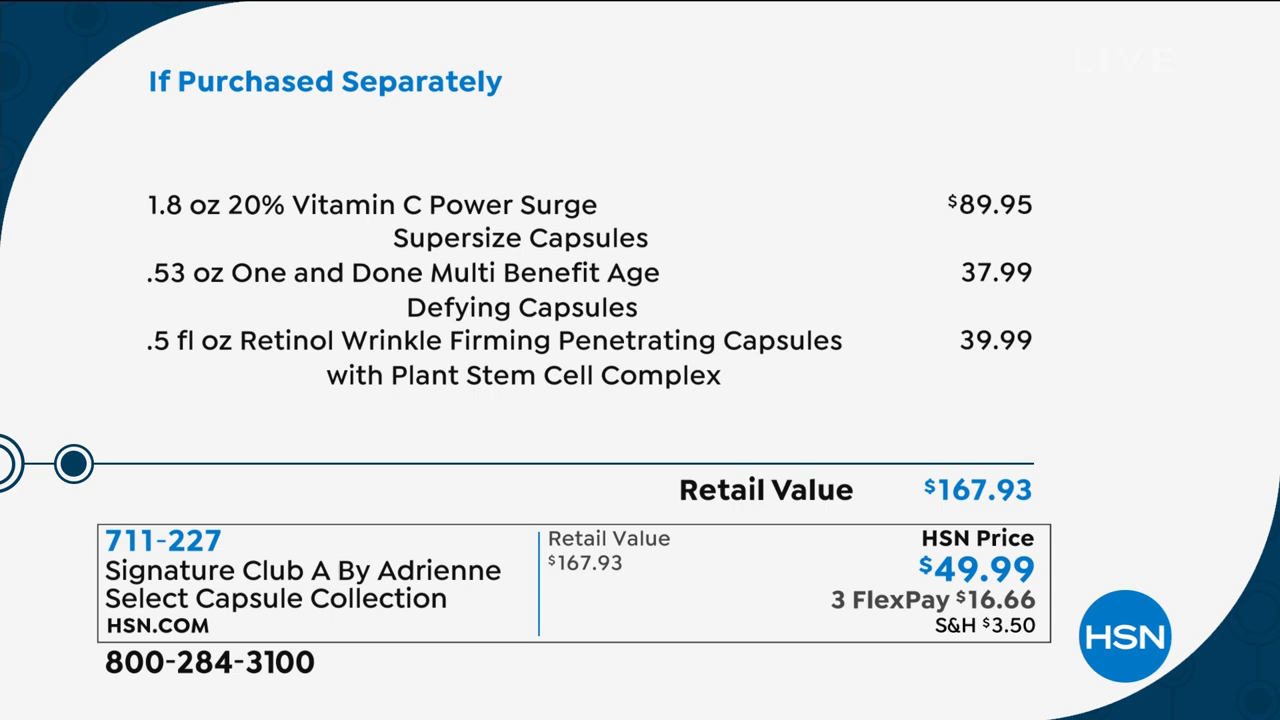 LIVE
If Purchased Separately
1.8 oz 20% Vitamin C Power Surge $89.95
Supersize Capsules
.53 oz One and Done Multi Benefit Age 37.99
Defying Capsules
.5 fl oz Retinol Wrinkle Firming Penetrating Capsules 39.99
with Plant Stem Cell Complex
Retail Value $167.93
711-227
Signature Club A By Adrienne
Select Capsule Collection
HSN.COM
Retail Value
$167.93
HSN Price
$49.99
3 FlexPay $16.66
S&H $3.50
800-284-3100
HSN